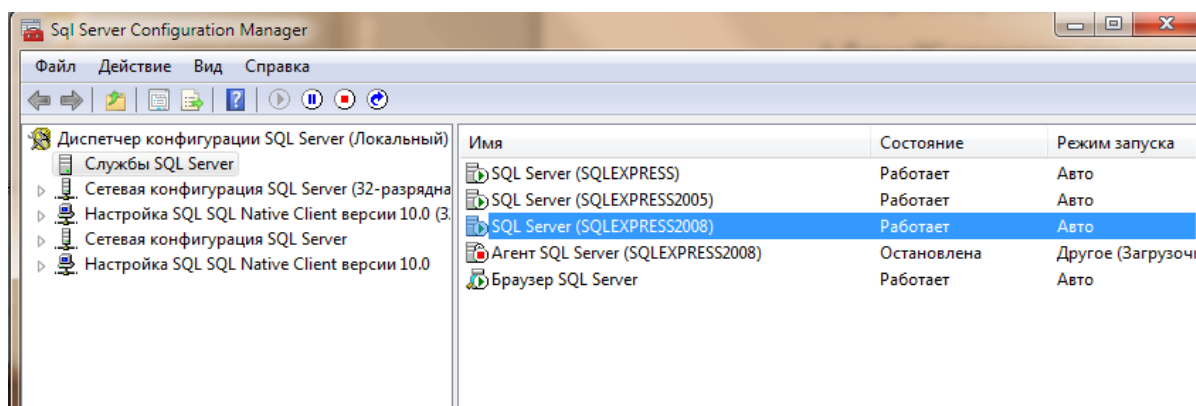 Sql Server Configuration Manager
Файл Действие Вид Справка
Диспетчер конфигурации SQL Server (Локальный)
Службы SQL Server
Сетевая конфигурация SQL Server (32-разрядна
Настройка SQL SQL Native Client версии 10.0 (3
Сетевая конфигурация SQL Server
Настройка SQL SQL Native Client версии 10.0
Имя Состояние Режим запуска
SQL Server (SQLEXPRESS) Работает Авто
SQL Server (SQLEXPRESS2005) Работает Авто
SQL Server (SQLEXPRESS2008) Работает Авто
Агент SQL Server (SQLEXPRESS2008) Остановлена Другое (Загрузоч
Браузер SQL Server Работает Авто